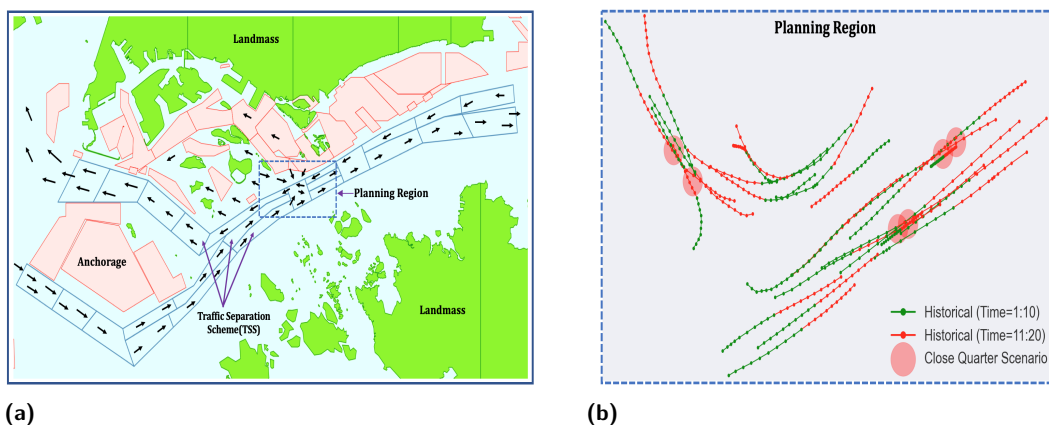 Landmass
Planning Region
Anchorage
Traffic Separation
Scheme(TSS)
Landmass
(a)
Planning Region
Historical (Time=1:10)
Historical (Time=11:20)
Close Quarter Scenario
(b)